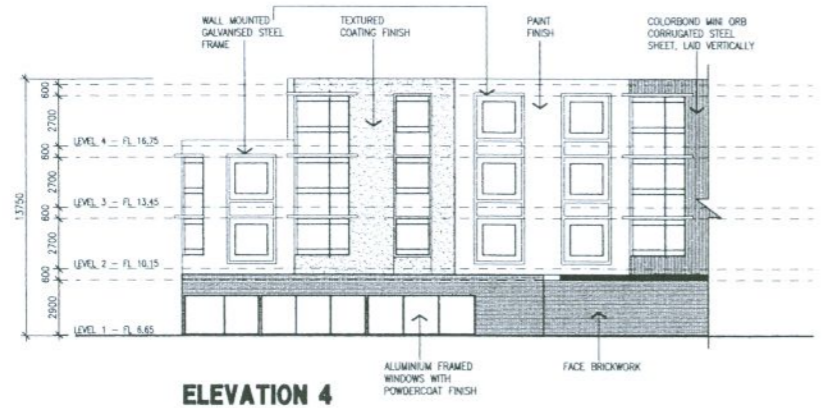 WALL MOUNTED
GALVANISED STEEL
FRAME
TEXTURED
COATING FINISH
PAINT
FINISH
COLORBOND MINI ORB
CORRUGATED STEEL
SHEET, LAID VERTICALLY
600
2700
LEVEL 4 - FL 16.75
600
2700
LEVEL 3 - FL 13.45
600
2700
LEVEL 2 - FL 10.15
600
2900
LEVEL 1 - FL 6.65
13750
ALUMINIUM FRAMED
WINDOWS WITH
POWDERCOAT FINISH
FACE BRICKWORK
ELEVATION 4